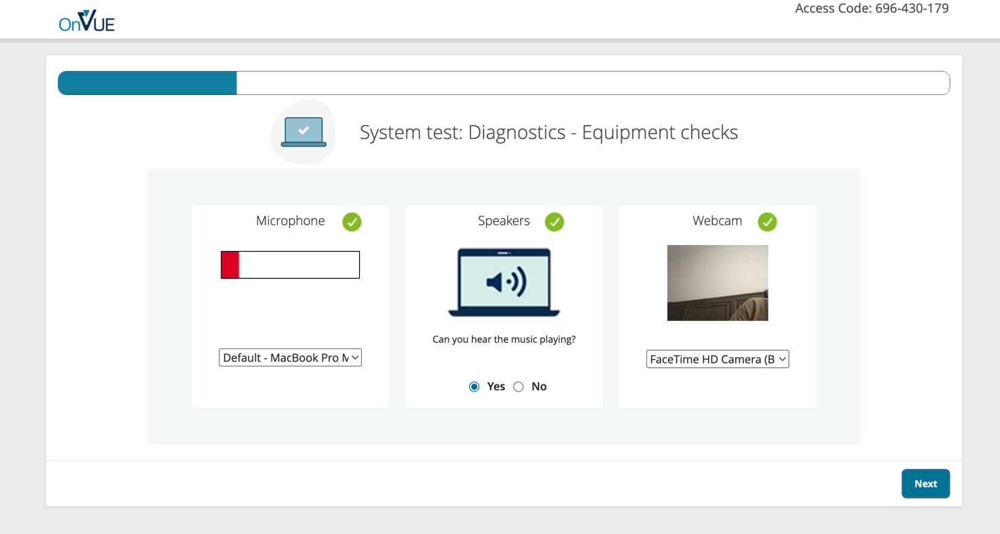 OnVUE
Access Code: 696-430-179
System test: Diagnostics - Equipment checks
Microphone
Default - MacBook Pro M
Speakers
Can you hear the music playing?
Yes No
Webcam
FaceTime HD Camera (B
Next